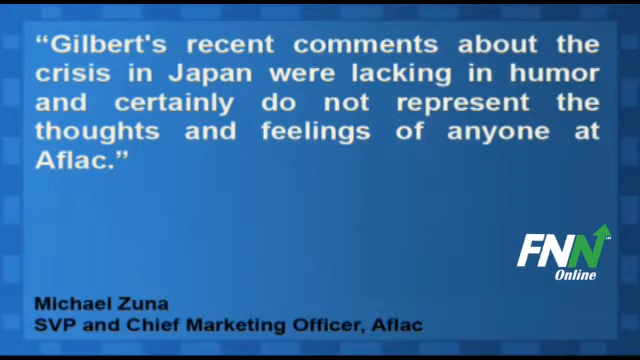 “Gilbert's recent comments about the
crisis in Japan were lacking in humor
and certainly do not represent the
thoughts and feelings of anyone at
Aflac.”
FNN
Online
Michael Zuna
SVP and Chief Marketing Officer, Aflac